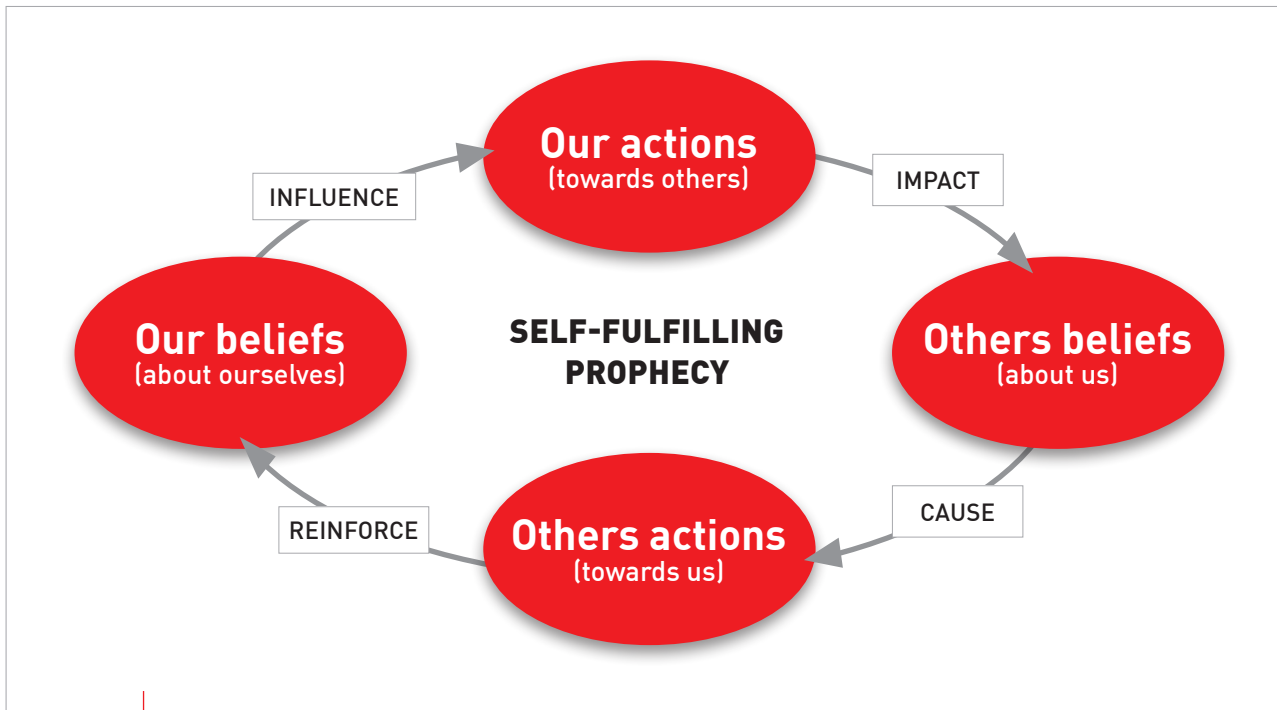 Our actions
(towards others)
INFLUENCE
IMPACT
Our beliefs
(about ourselves)
SELF-FULFILLING
PROPHECY
Others beliefs
(about us)
REINFORCE
CAUSE
Others actions
(towards us)